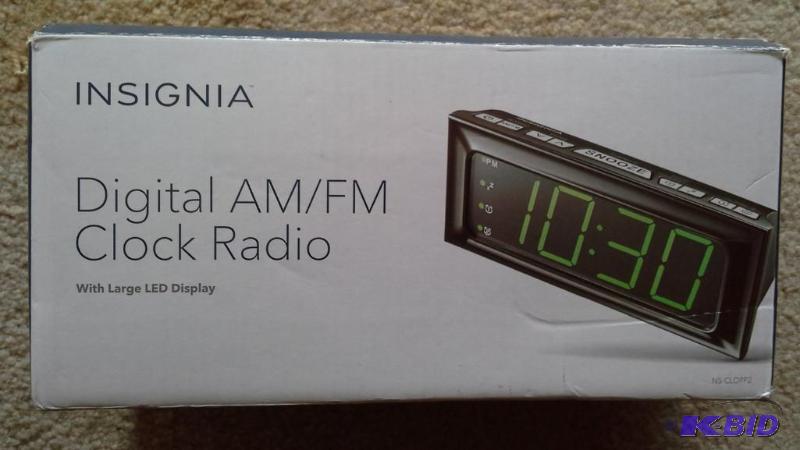 INSIGNIA
Digital AM/FM
Clock Radio
With Large LED Display
PM
SNOOZE
10:30
NS-CLOPP2
K-BID